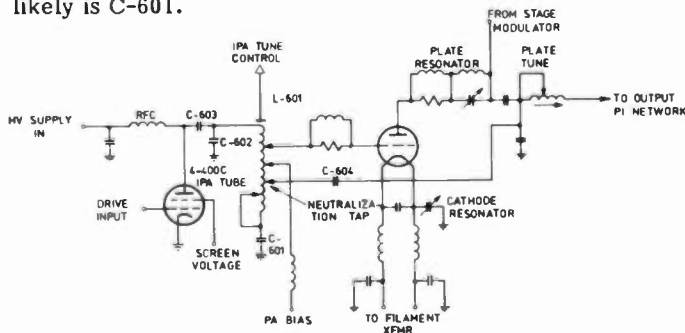 likely is C-601.
FROM STAGE
MODULATOR
IPA TUNE
CONTROL
PLATE
RESONATOR
PLATE
TUNE
L-601
HV SUPPLY
IN
RFC
C-603
C-602
TO OUTPUT
PI NETWORK
4-400C
IPA TUBE
C-604
DRIVE
INPUT
NEUTRALIZA-
TION TAP
CATHODE
RESONATOR
SCREEN
VOLTAGE
C-
601
PA BIAS
TO FILAMENT
XFMR